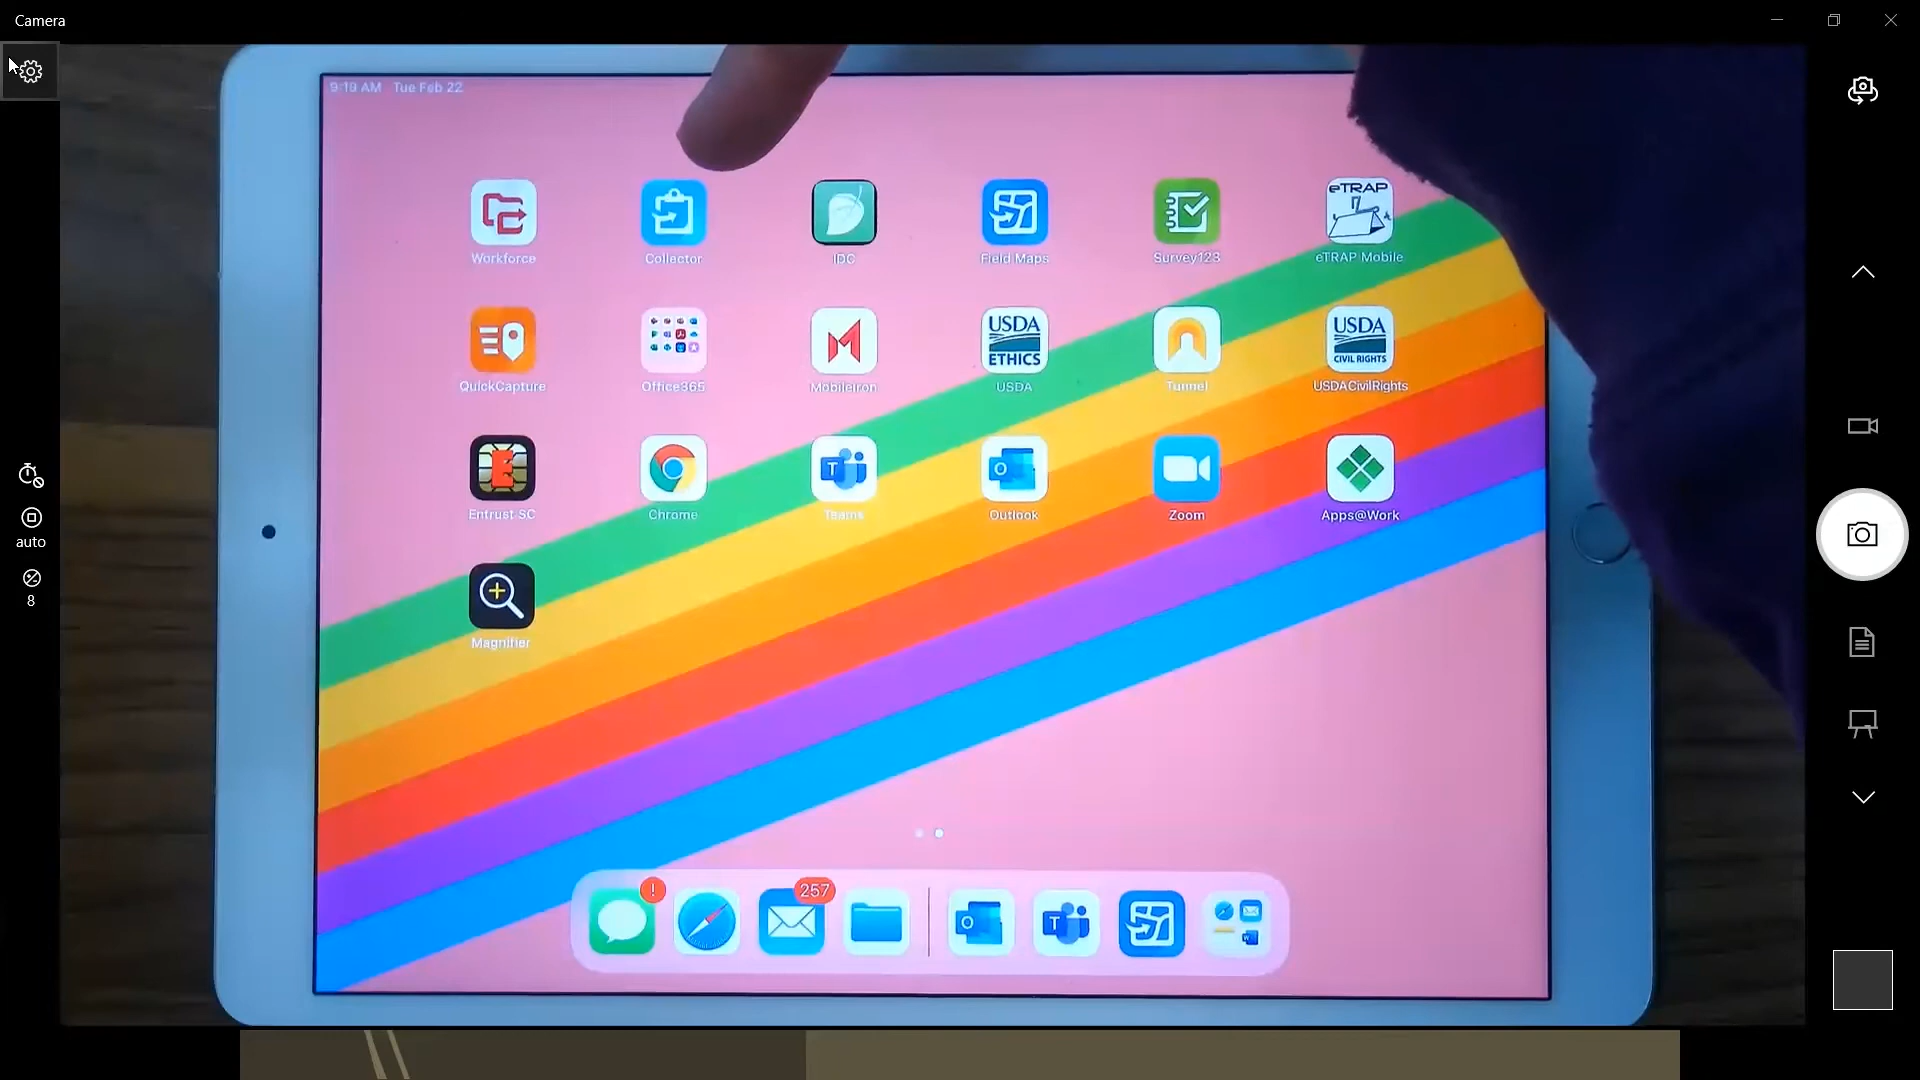 Camera
9:19 AM Tue Feb 22
Workforce
Collector
IDC
Field Maps
Survey123
eTRAP
eTRAP Mobile
QuickCapture
Office365
MobileIron
USDA
ETHICS
USDA
Tunnel
USDA
CIVIL RIGHTS
USDACivilRights
E
Entrust SC
Chrome
T
Teams
O
Outlook
Zoom
Apps@Work
Magnifier
auto
8
!
257
O
T